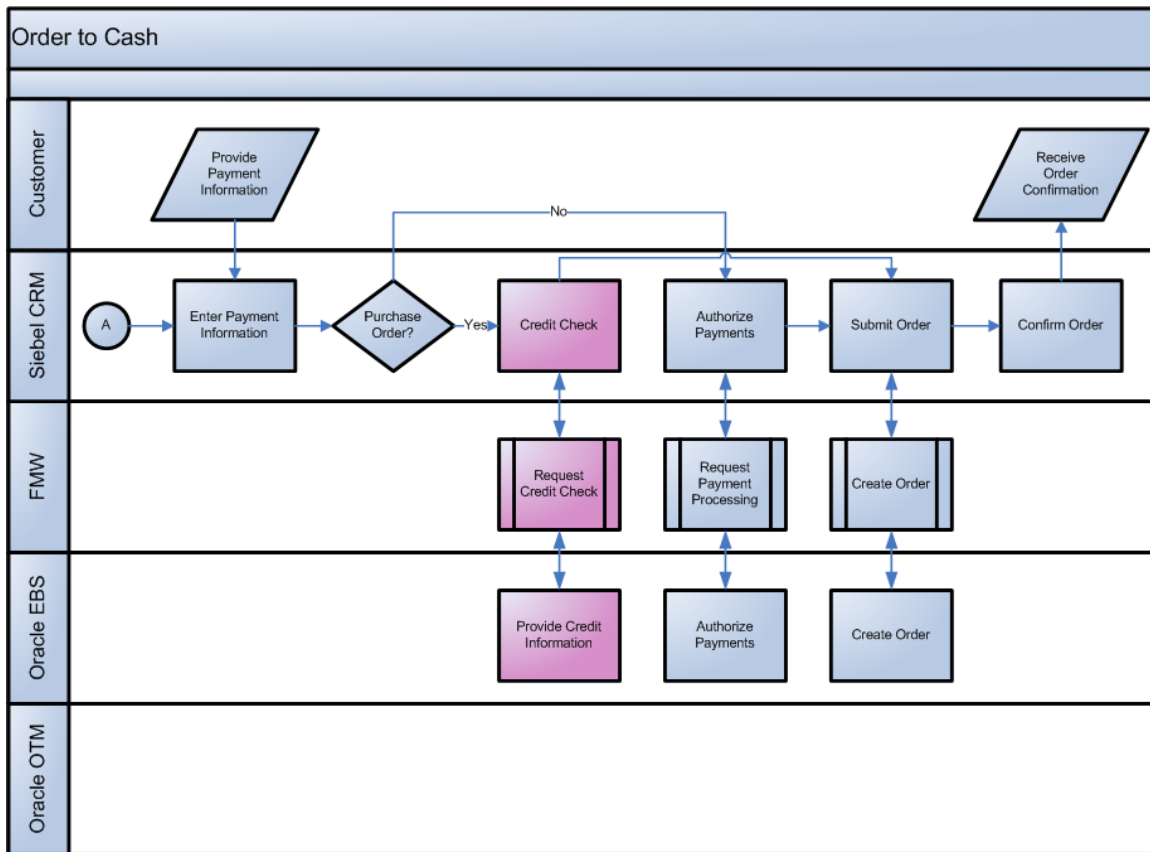 Order to Cash
Customer
Provide
Payment
Information
Receive
Order
Confirmation
No
Siebel CRM
A
Enter Payment
Information
Purchase
Order?
Yes
Credit Check
Authorize
Payments
Submit Order
Confirm Order
FMW
Request
Credit Check
Request
Payment
Processing
Create Order
Oracle EBS
Provide Credit
Information
Authorize
Payments
Create Order
Oracle OTM